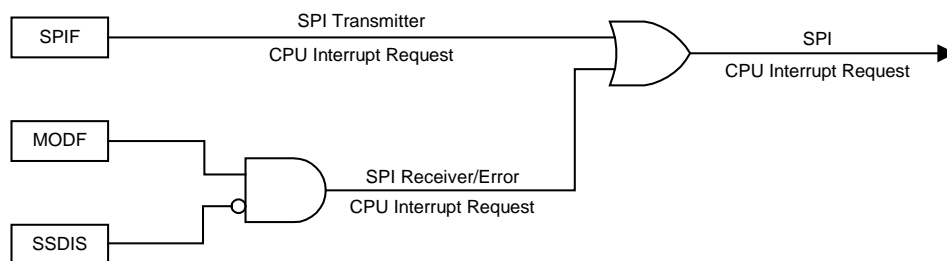 SPIF
SPI Transmitter
CPU Interrupt Request
SPI
CPU Interrupt Request
MODF
SPI Receiver/Error
CPU Interrupt Request
SSDIS